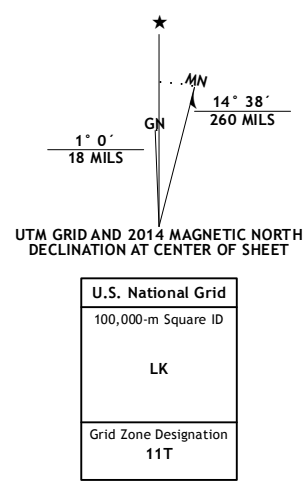 ★
MN
14° 38´
260 MILS
GN
1° 0´
18 MILS
UTM GRID AND 2014 MAGNETIC NORTH
DECLINATION AT CENTER OF SHEET
U.S. National Grid
100,000-m Square ID
LK
Grid Zone Designation
11T